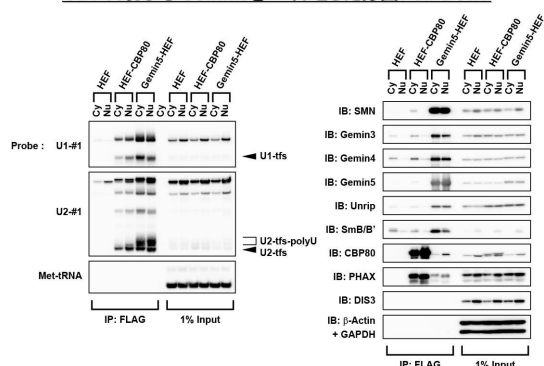 HEF HEF-CBP80 Gemin5-HEF HEF HEF-CBP80 Gemin5-HEF
Cy Nu Cy Nu Cy Nu Cy Nu Cy Nu Cy Nu
Probe : U1-#1
U1-tfs
U2-#1
U2-tfs-polyU
U2-tfs
Met-tRNA
IP: FLAG 1% Input
HEF HEF-CBP80 Gemin5-HEF HEF HEF-CBP80 Gemin5-HEF
Cy Nu Cy Nu Cy Nu Cy Nu Cy Nu Cy Nu
IB: SMN
IB: Gemin3
IB: Gemin4
IB: Gemin5
IB: Unrip
IB: SmB/B'
IB: CBP80
IB: PHAX
IB: DIS3
IB: β-Actin
+ GAPDH
IP: FLAG 1% Input